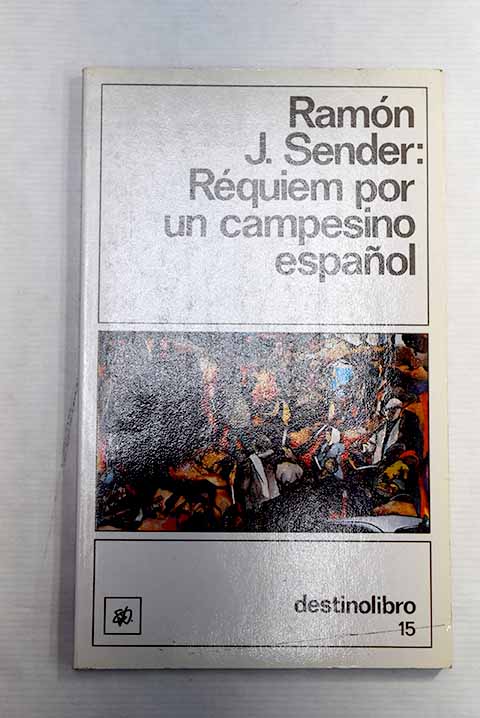 Ramón
J. Sender:
Réquiem por
un campesino
español
destinolibro
15